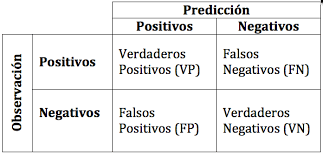 Predicción
Positivos Negativos
Observación
Positivos
Verdaderos
Positivos (VP)
Falsos
Negativos (FN)
Negativos
Falsos
Positivos (FP)
Verdaderos
Negativos (VN)